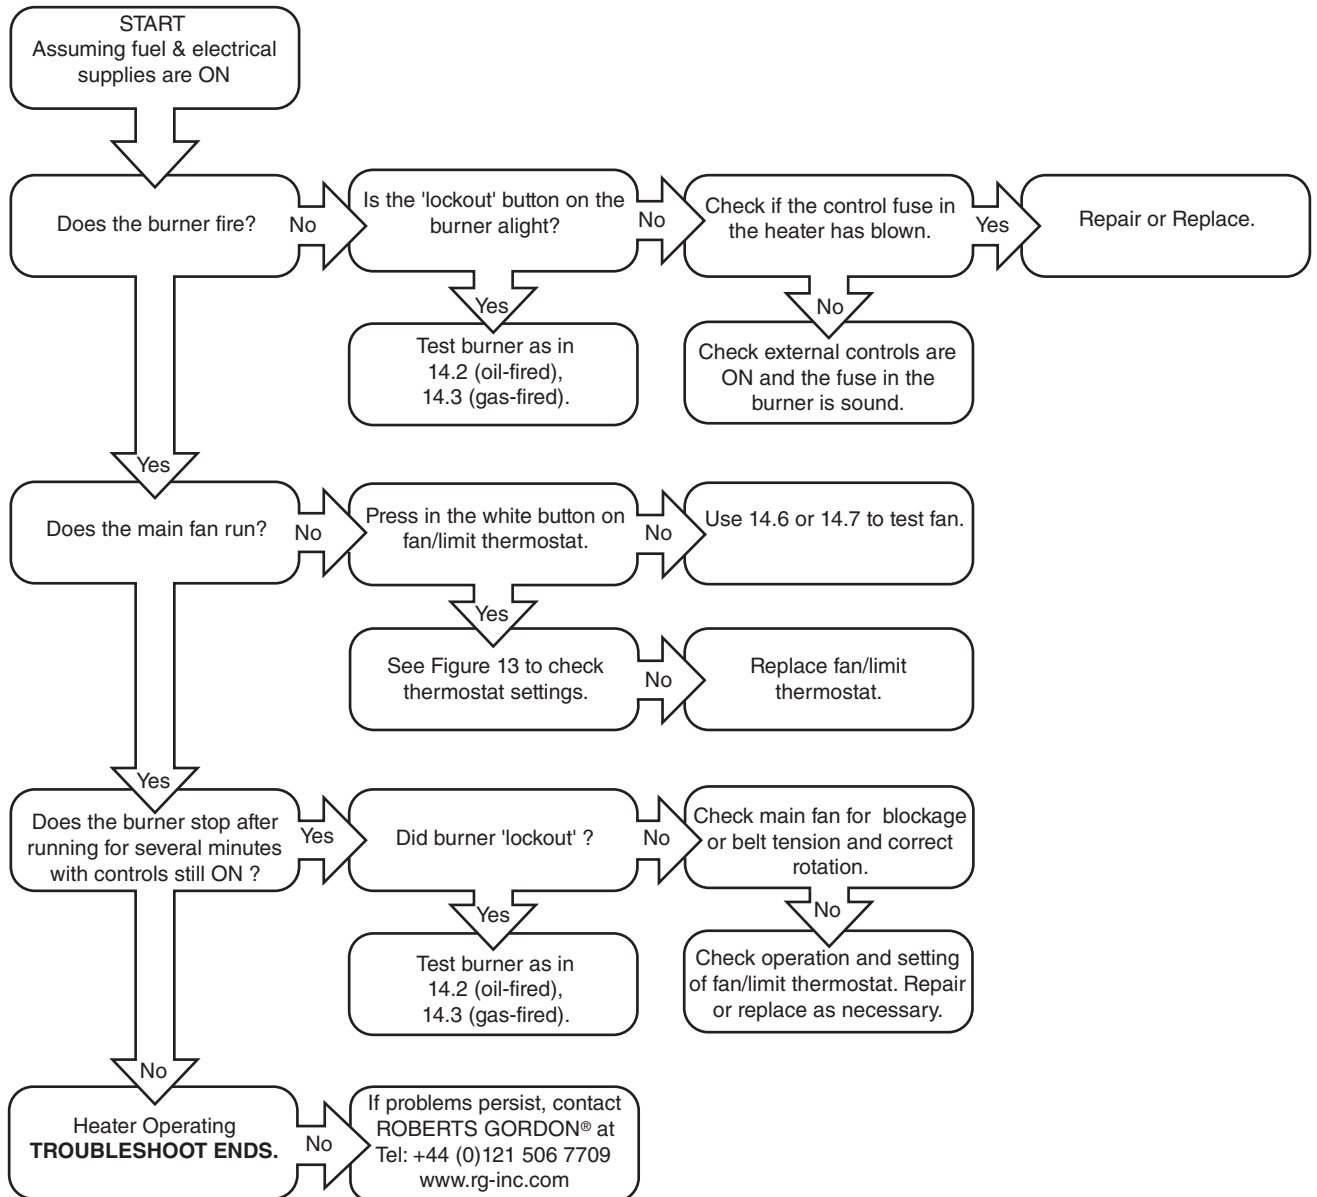 START
Assuming fuel & electrical
supplies are ON
Does the burner fire?
No
Is the 'lockout' button on the
burner alight?
No
Check if the control fuse in
the heater has blown.
Yes
Repair or Replace.
Yes
Test burner as in
14.2 (oil-fired),
14.3 (gas-fired).
No
Check external controls are
ON and the fuse in the
burner is sound.
Yes
Does the main fan run?
No
Press in the white button on
fan/limit thermostat.
No
Use 14.6 or 14.7 to test fan.
Yes
See Figure 13 to check
thermostat settings.
No
Replace fan/limit
thermostat.
Yes
Does the burner stop after
running for several minutes
with controls still ON ?
Yes
Did burner 'lockout' ?
No
Check main fan for blockage
or belt tension and correct
rotation.
Yes
Test burner as in
14.2 (oil-fired),
14.3 (gas-fired).
No
Check operation and setting
of fan/limit thermostat. Repair
or replace as necessary.
No
Heater Operating
TROUBLESHOOT ENDS.
No
If problems persist, contact
ROBERTS GORDON® at
Tel: +44 (0)121 506 7709
www.rg-inc.com